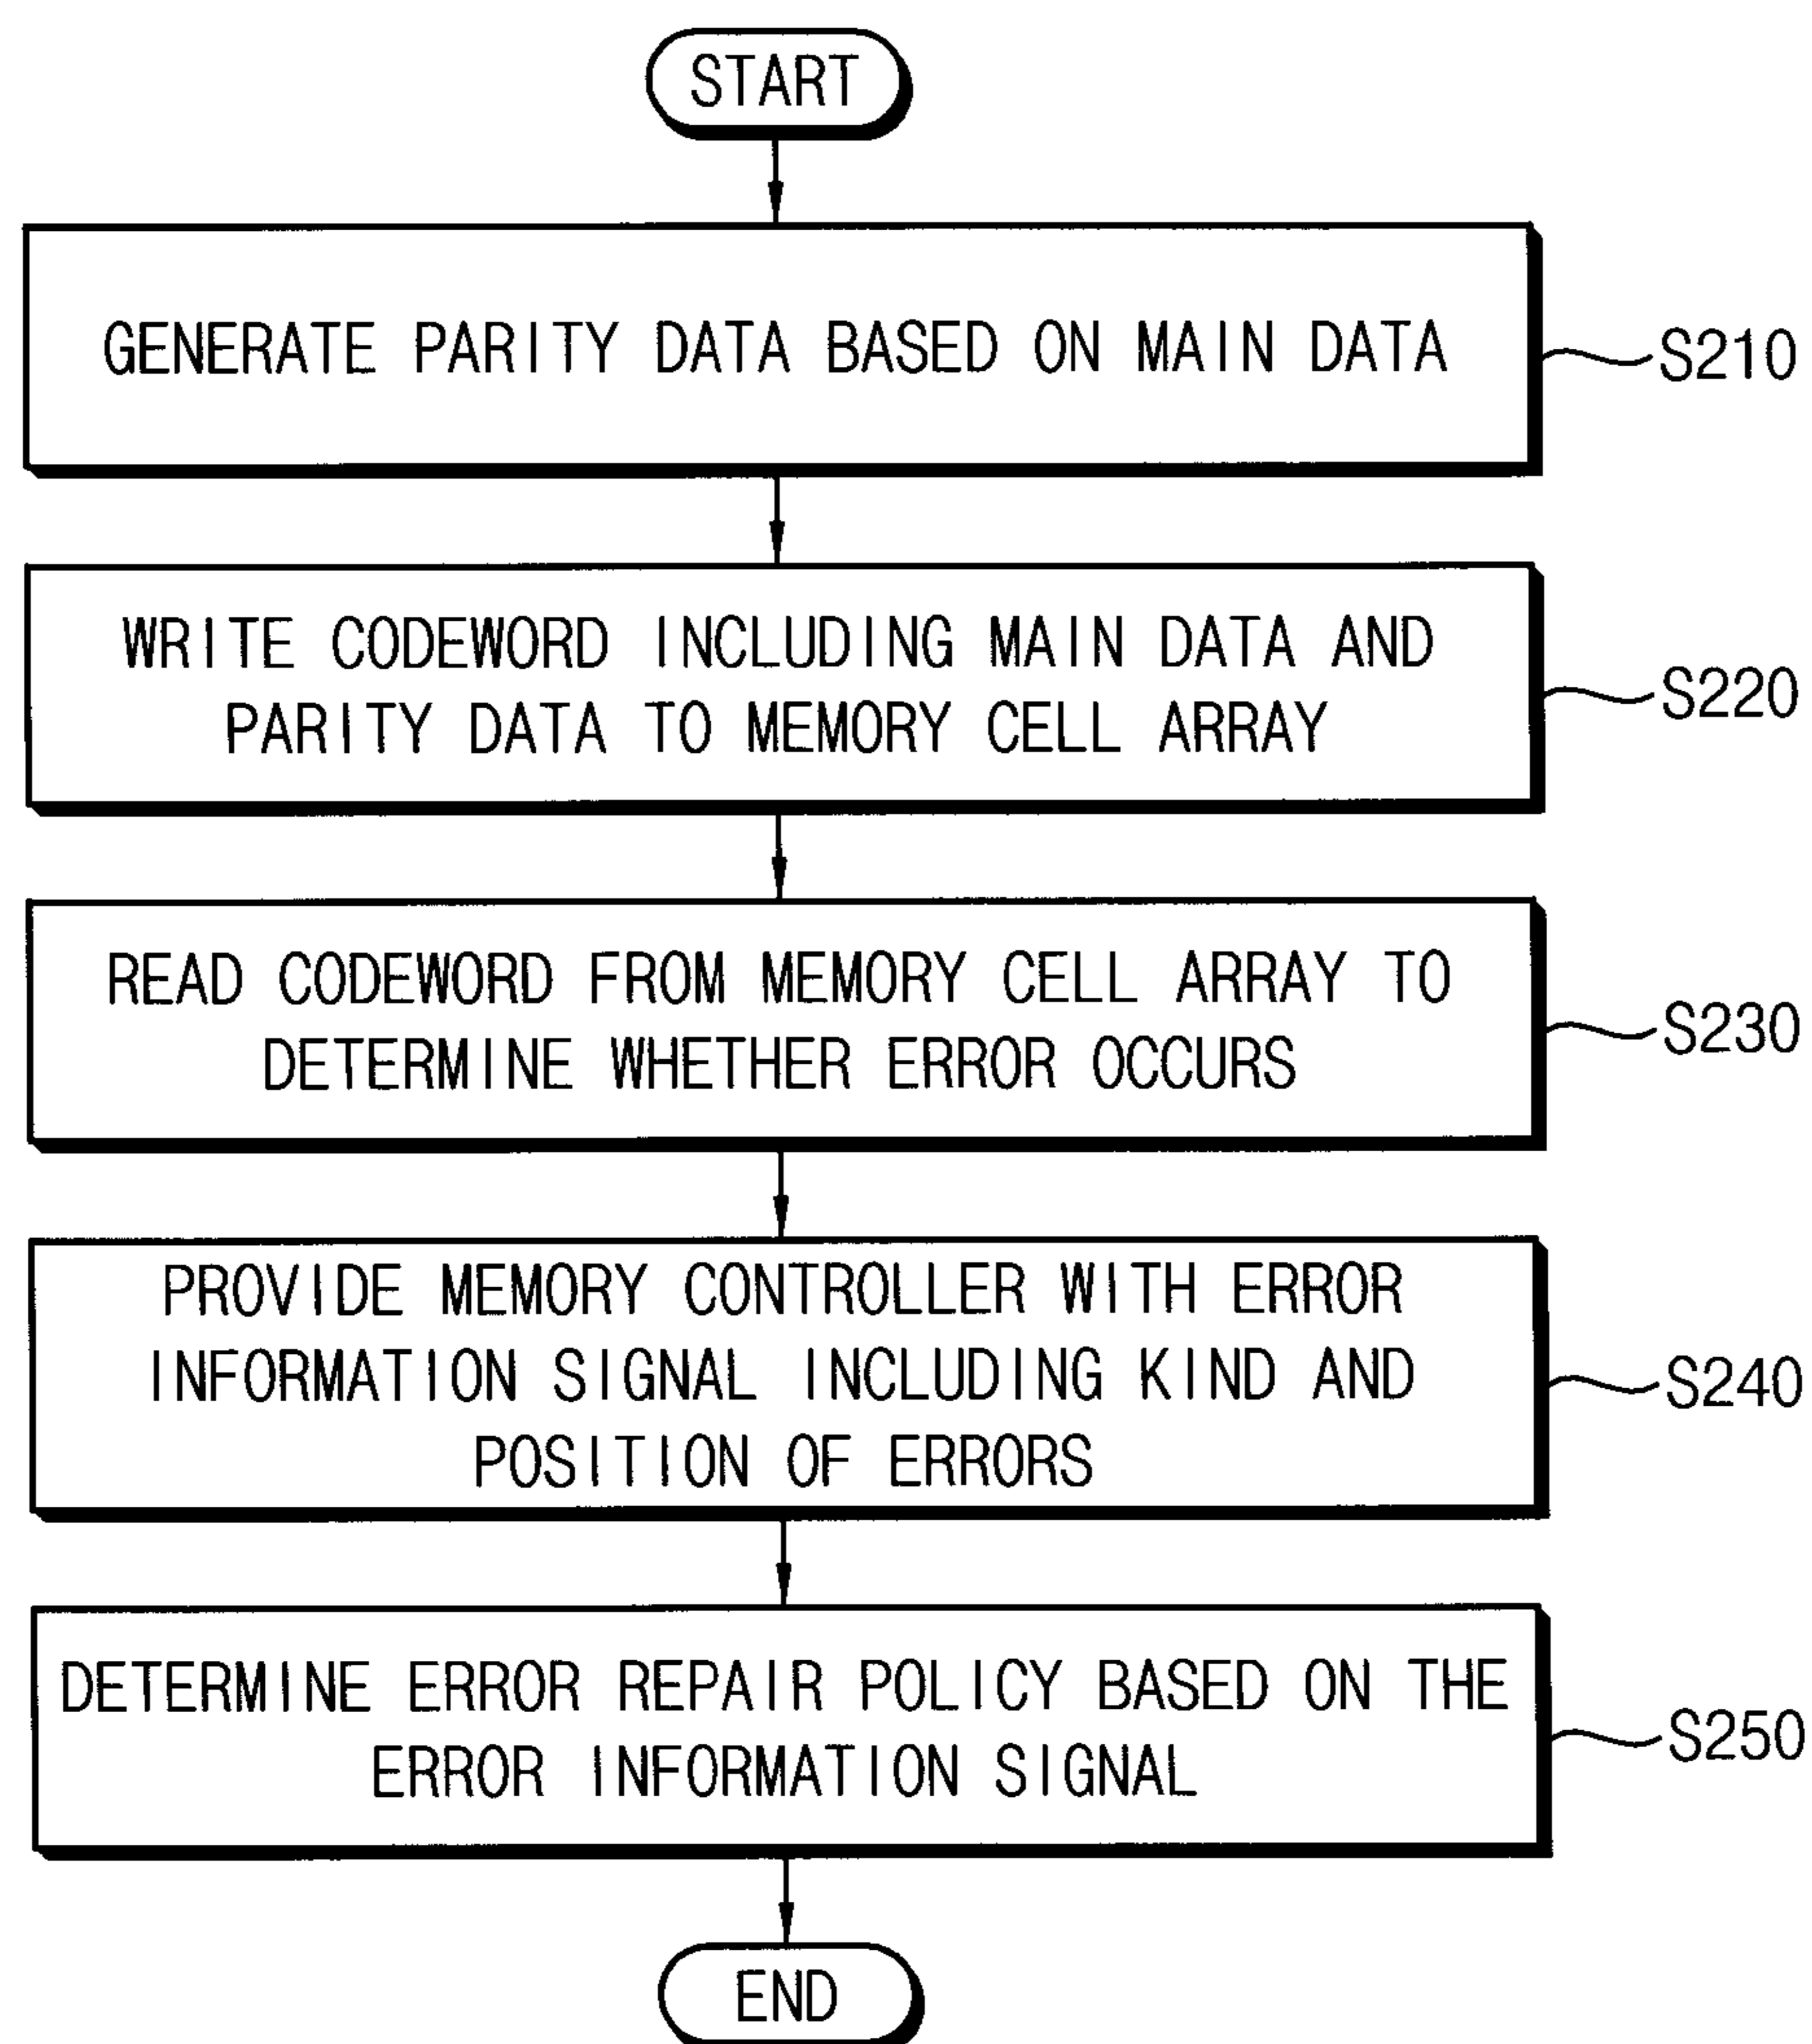 START
GENERATE PARITY DATA BASED ON MAIN DATA
S210
WRITE CODEWORD INCLUDING MAIN DATA AND
PARITY DATA TO MEMORY CELL ARRAY
S220
READ CODEWORD FROM MEMORY CELL ARRAY TO
DETERMINE WHETHER ERROR OCCURS
S230
PROVIDE MEMORY CONTROLLER WITH ERROR
INFORMATION SIGNAL INCLUDING KIND AND
POSITION OF ERRORS
S240
DETERMINE ERROR REPAIR POLICY BASED ON THE
ERROR INFORMATION SIGNAL
S250
END